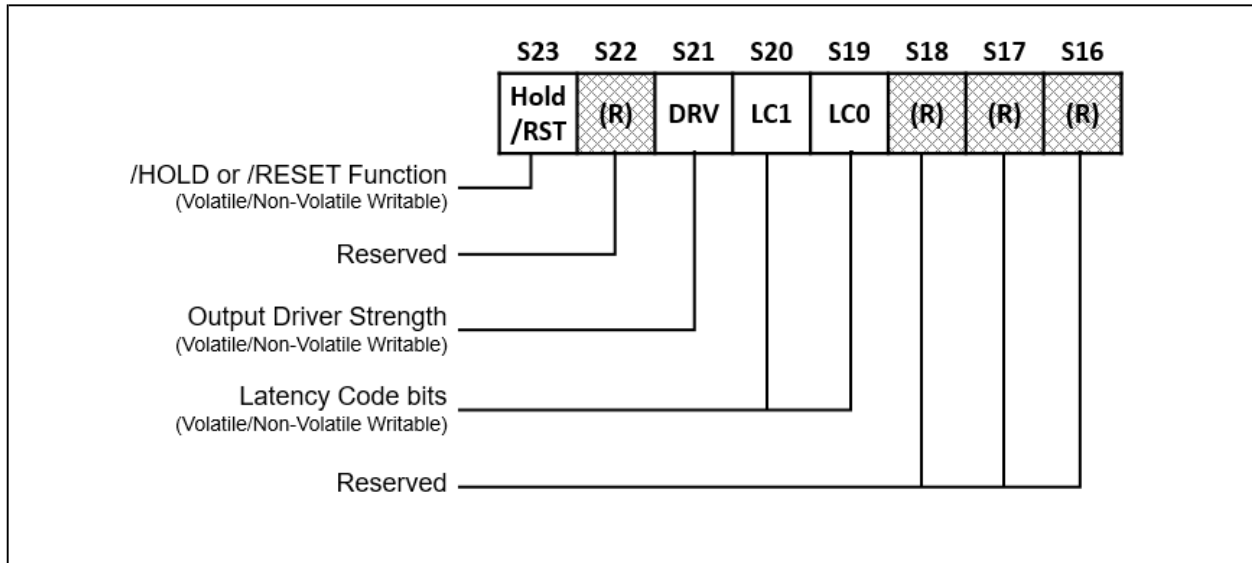 S23 S22 S21 S20 S19 S18 S17 S16
Hold
/RST (R) DRV LC1 LC0 (R) (R) (R)
/HOLD or /RESET Function
(Volatile/Non-Volatile Writable)
Reserved
Output Driver Strength
(Volatile/Non-Volatile Writable)
Latency Code bits
(Volatile/Non-Volatile Writable)
Reserved